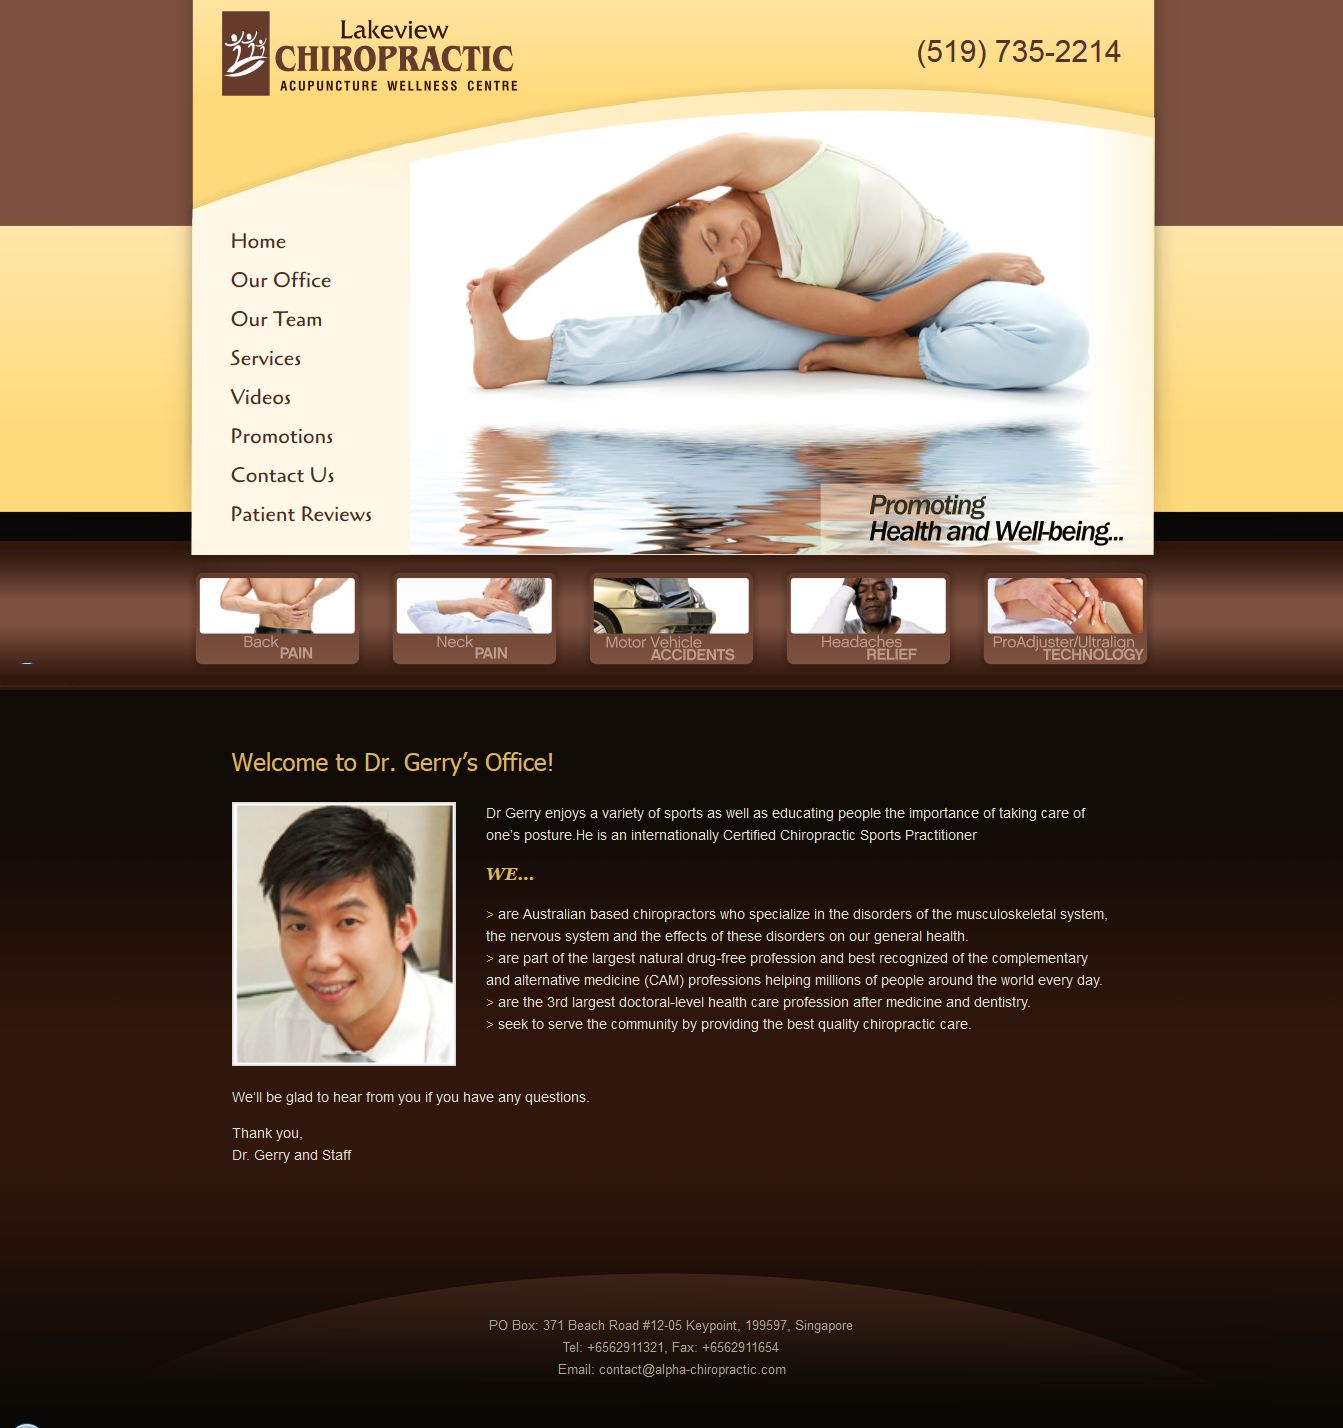 Lakeview
CHIROPRACTIC
ACUPUNCTURE WELLNESS CENTRE
(519) 735-2214
Home
Our Office
Our Team
Services
Videos
Promotions
Contact Us
Patient Reviews
Promoting
Health and Well-being...
Back
PAIN
Neck
PAIN
Motor Vehicle
ACCIDENTS
Headaches
RELIEF
ProAdjuster/Ultralign
TECHNOLOGY
Welcome to Dr. Gerry’s Office!
Dr Gerry enjoys a variety of sports as well as educating people the importance of taking care of
one’s posture.He is an internationally Certified Chiropractic Sports Practitioner
WE...
> are Australian based chiropractors who specialize in the disorders of the musculoskeletal system,
the nervous system and the effects of these disorders on our general health.
> are part of the largest natural drug-free profession and best recognized of the complementary
and alternative medicine (CAM) professions helping millions of people around the world every day.
> are the 3rd largest doctoral-level health care profession after medicine and dentistry.
> seek to serve the community by providing the best quality chiropractic care.
We’ll be glad to hear from you if you have any questions.
Thank you,
Dr. Gerry and Staff
PO Box: 371 Beach Road #12-05 Keypoint, 199597, Singapore
Tel: +6562911321, Fax: +6562911654
Email: contact@alpha-chiropractic.com